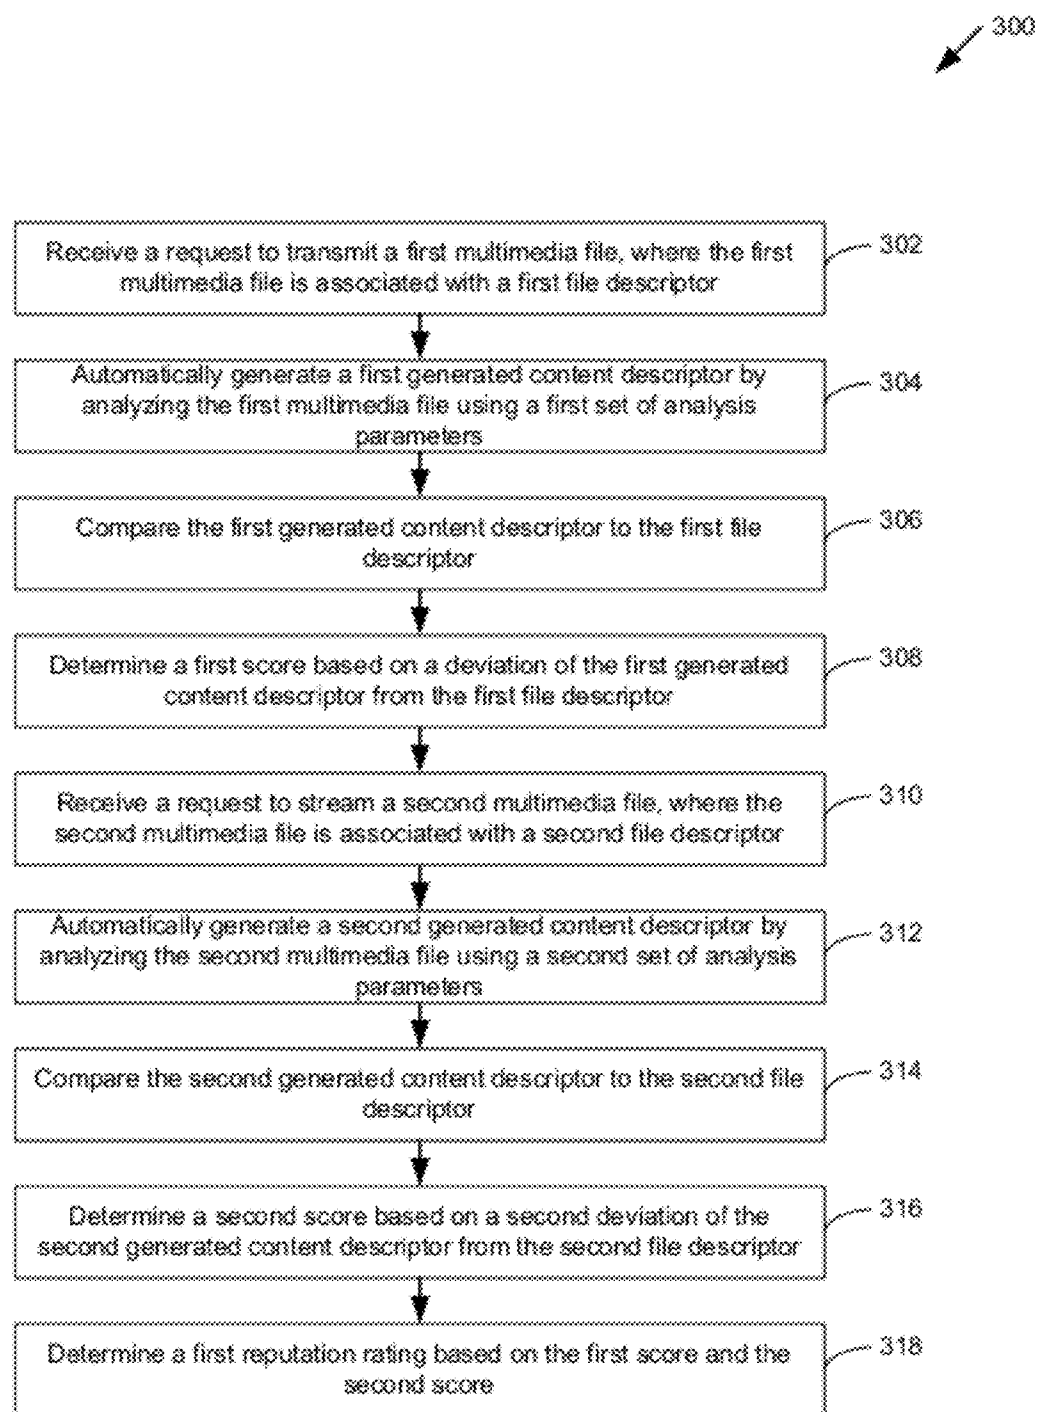 300
Receive a request to transmit a first multimedia file, where the first
multimedia file is associated with a first file descriptor
302
Automatically generate a first generated content descriptor by
analyzing the first multimedia file using a first set of analysis
parameters
304
Compare the first generated content descriptor to the first file
descriptor
306
Determine a first score based on a deviation of the first generated
content descriptor from the first file descriptor
308
Receive a request to stream a second multimedia file, where the
second multimedia file is associated with a second file descriptor
310
Automatically generate a second generated content descriptor by
analyzing the second multimedia file using a second set of analysis
parameters
312
Compare the second generated content descriptor to the second file
descriptor
314
Determine a second score based on a second deviation of the
second generated content descriptor from the second file descriptor
316
Determine a first reputation rating based on the first score and the
second score
318